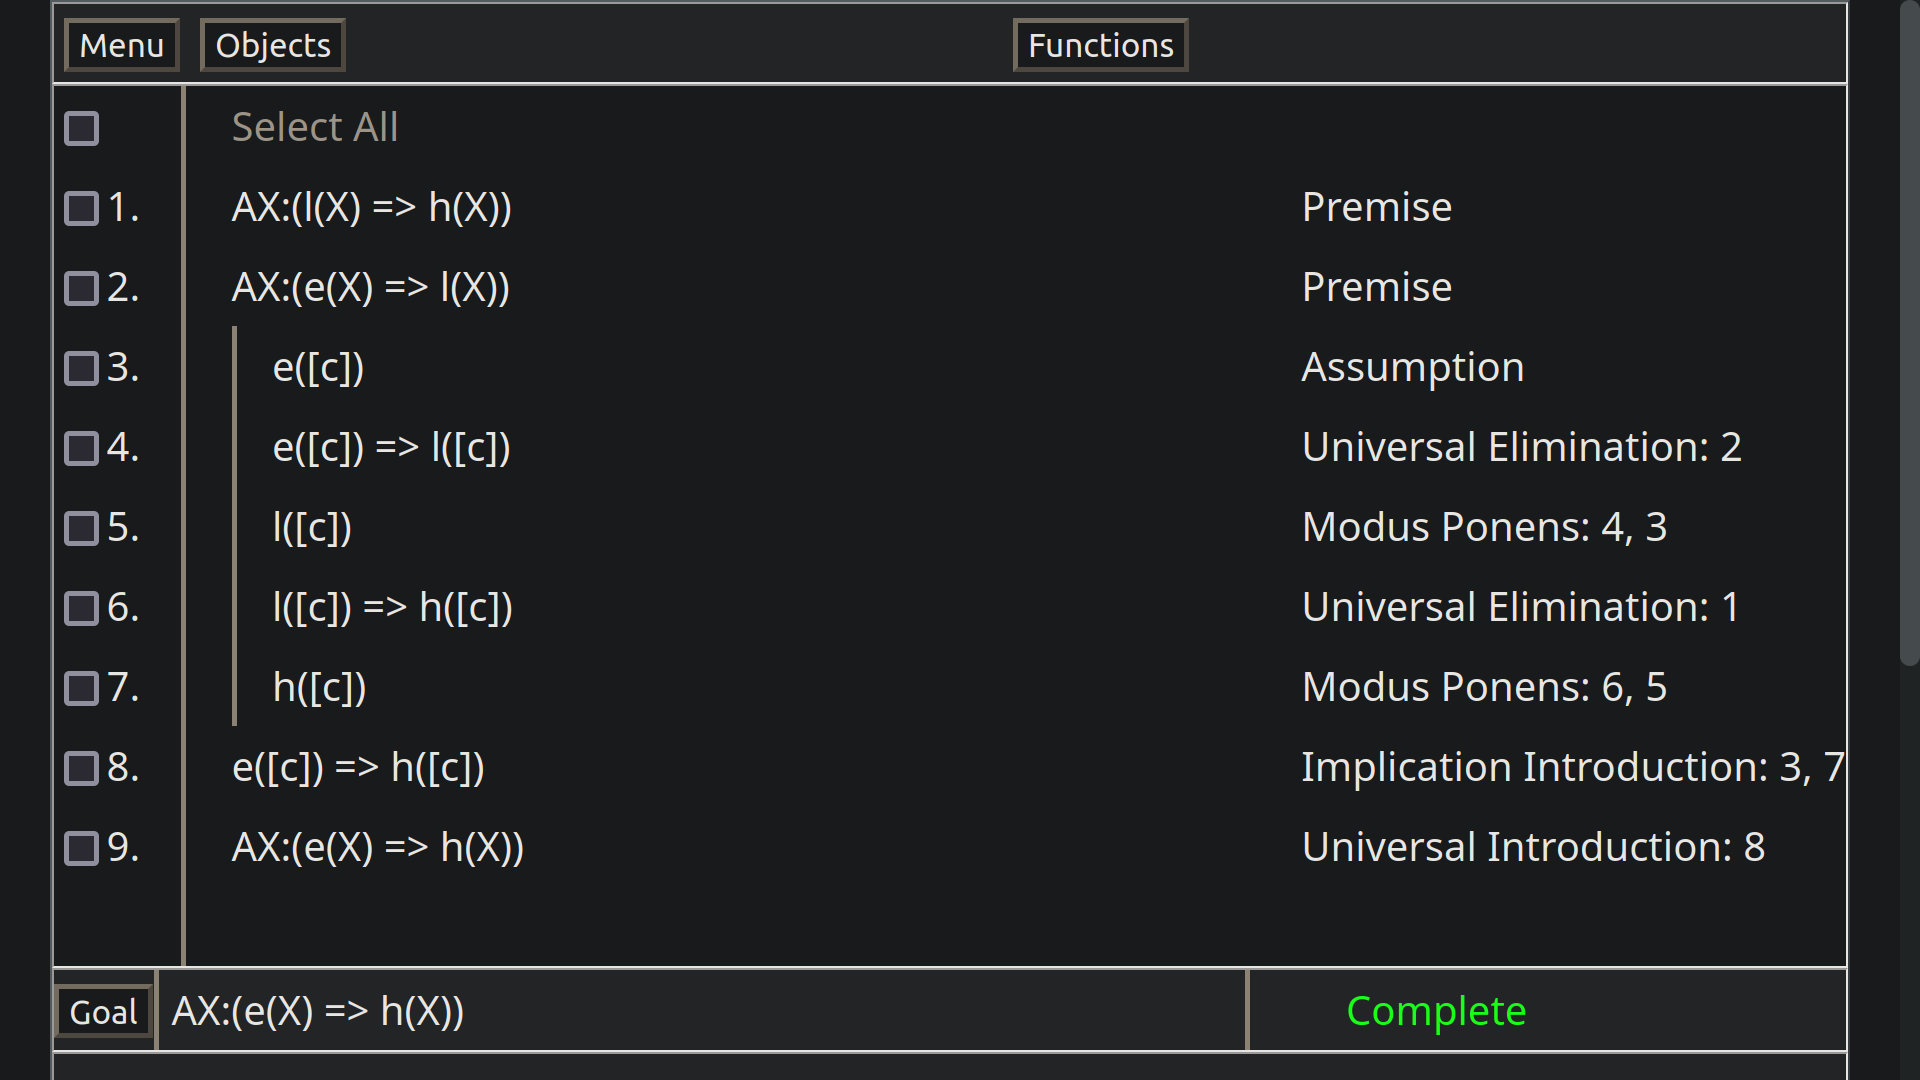 Menu Objects Functions
Select All
1. AX:(l(X) => h(X)) Premise
2. AX:(e(X) => l(X)) Premise
3. e([c]) Assumption
4. e([c]) => l([c]) Universal Elimination: 2
5. l([c]) Modus Ponens: 4, 3
6. l([c]) => h([c]) Universal Elimination: 1
7. h([c]) Modus Ponens: 6, 5
8. e([c]) => h([c]) Implication Introduction: 3, 7
9. AX:(e(X) => h(X)) Universal Introduction: 8
Goal AX:(e(X) => h(X)) Complete